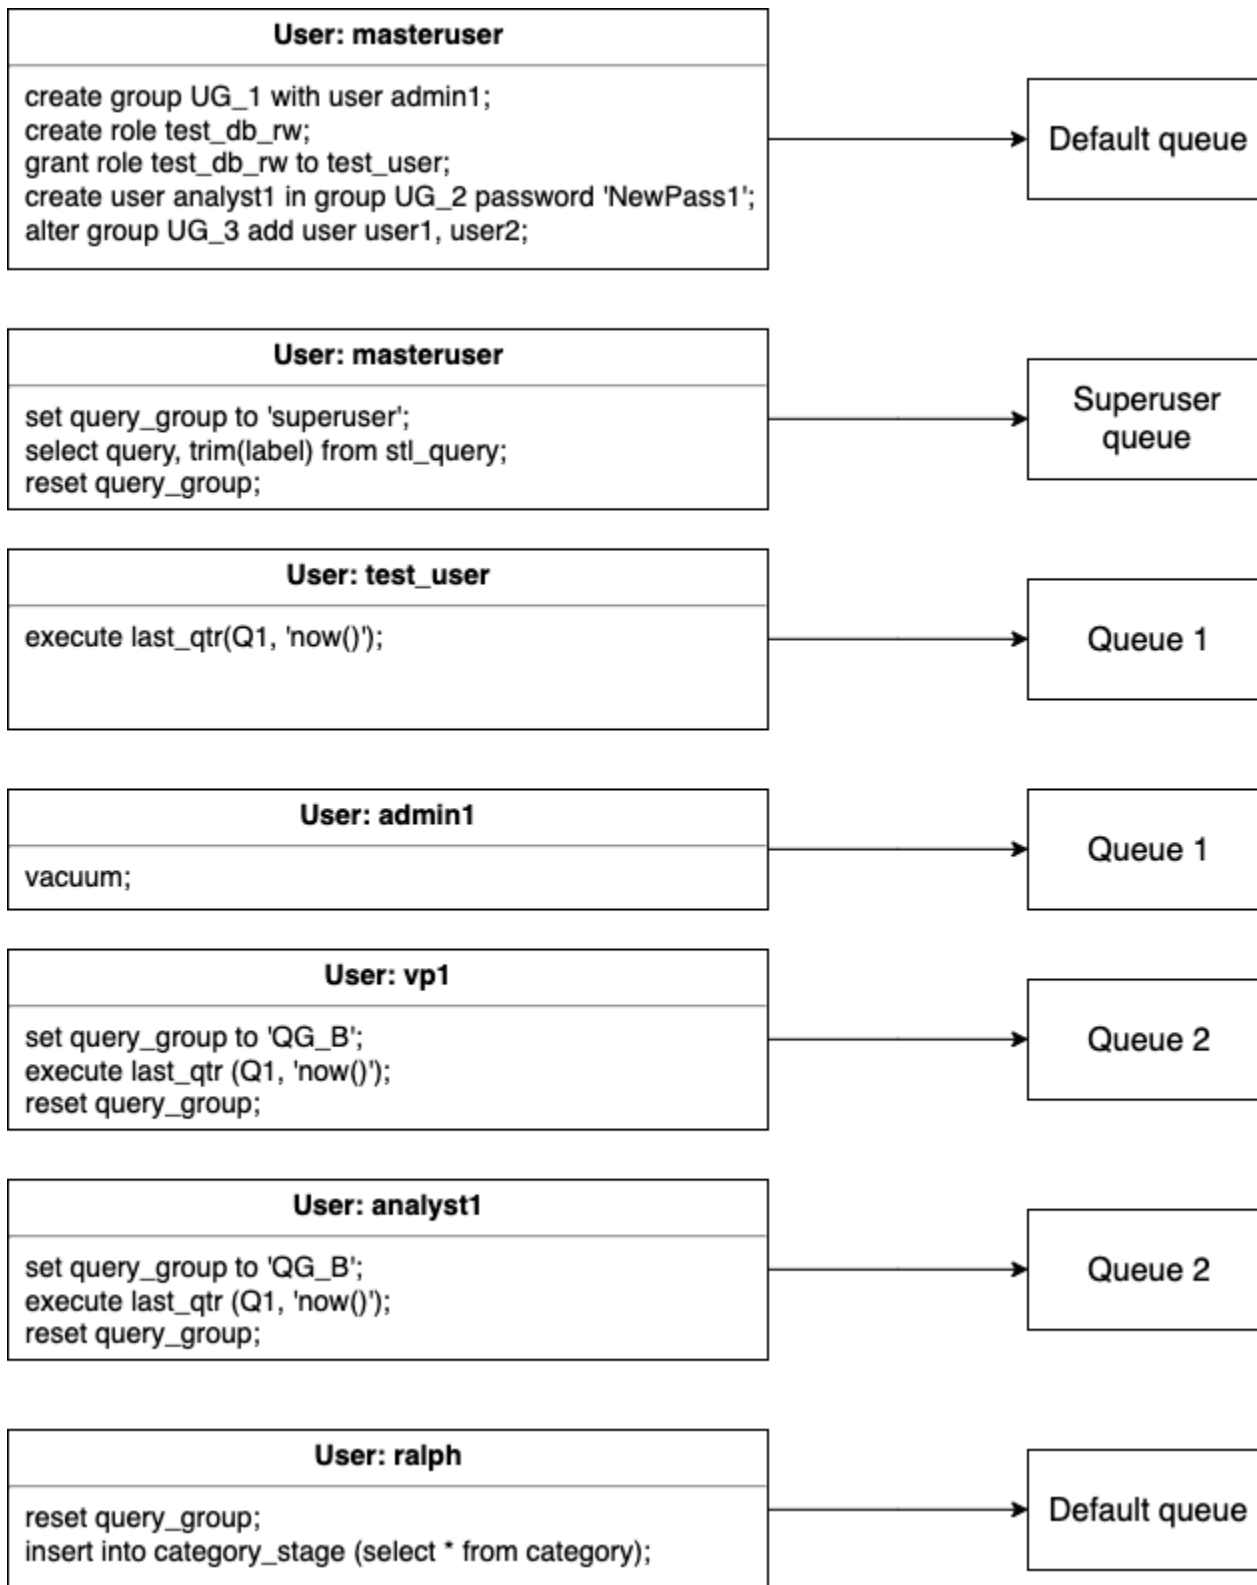 User: masteruser
create group UG_1 with user admin1;
create role test_db_rw;
grant role test_db_rw to test_user;
create user analyst1 in group UG_2 password 'NewPass1';
alter group UG_3 add user user1, user2;
Default queue
User: masteruser
set query_group to 'superuser';
select query, trim(label) from stl_query;
reset query_group;
Superuser
queue
User: test_user
execute last_qtr(Q1, 'now()');
Queue 1
User: admin1
vacuum;
Queue 1
User: vp1
set query_group to 'QG_B';
execute last_qtr (Q1, 'now()');
reset query_group;
Queue 2
User: analyst1
set query_group to 'QG_B';
execute last_qtr (Q1, 'now()');
reset query_group;
Queue 2
User: ralph
reset query_group;
insert into category_stage (select * from category);
Default queue